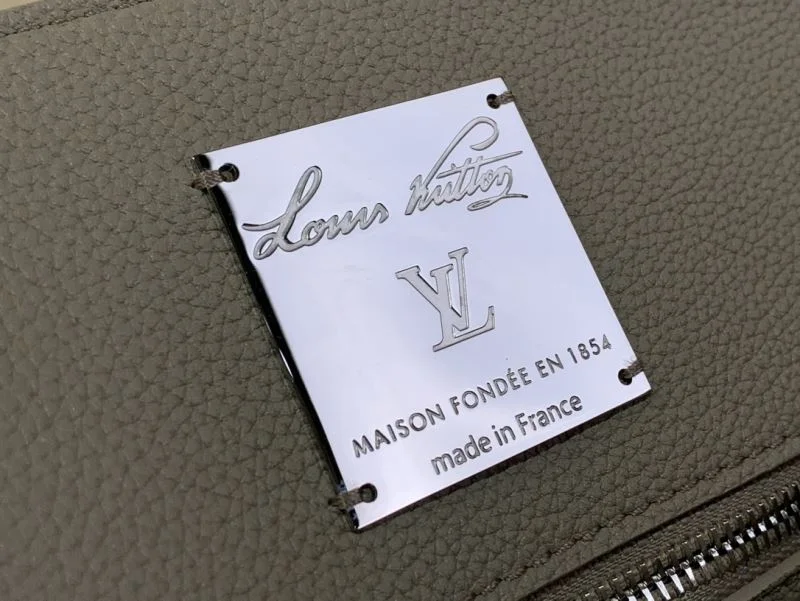 Louis Vuitton
LV
MAISON FONDÉE EN 1854
made in France